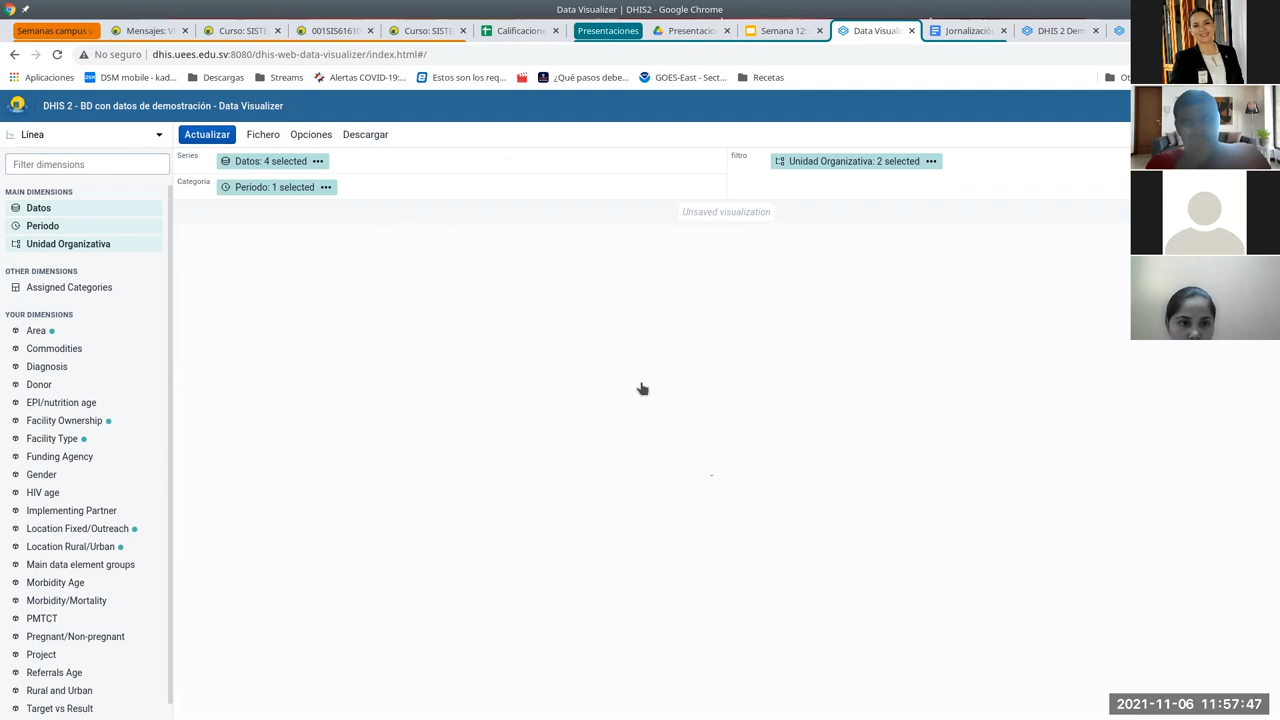 Data Visualizer | DHIS2 - Google Chrome
Semanas campus v
Mensajes: V
Curso: SISTE
001SIS61610
Curso: SISTE
Calificacione
Presentaciones
Presentacio
Semana 12:
Data Visuali
Jornalizació
DHIS 2 Dem
No seguro
dhis.uees.edu.sv:8080/dhis-web-data-visualizer/index.html#/
Aplicaciones
DSM mobile - kad...
Descargas
Streams
Alertas COVID-19:...
Estos son los req...
¿Qué pasos debe...
GOES-East - Sect...
Recetas
Ot
DHIS 2 - BD con datos de demostración - Data Visualizer
Línea
Actualizar
Fichero
Opciones
Descargar
Filter dimensions
Series
Datos: 4 selected
filtro
Unidad Organizativa: 2 selected
Categoría
Periodo: 1 selected
Unsaved visualization
MAIN DIMENSIONS
Datos
Periodo
Unidad Organizativa
OTHER DIMENSIONS
Assigned Categories
YOUR DIMENSIONS
Area
Commodities
Diagnosis
Donor
EPI/nutrition age
Facility Ownership
Facility Type
Funding Agency
Gender
HIV age
Implementing Partner
Location Fixed/Outreach
Location Rural/Urban
Main data element groups
Morbidity Age
Morbidity/Mortality
PMTCT
Pregnant/Non-pregnant
Project
Referrals Age
Rural and Urban
Target vs Result
2021-11-06 11:57:47